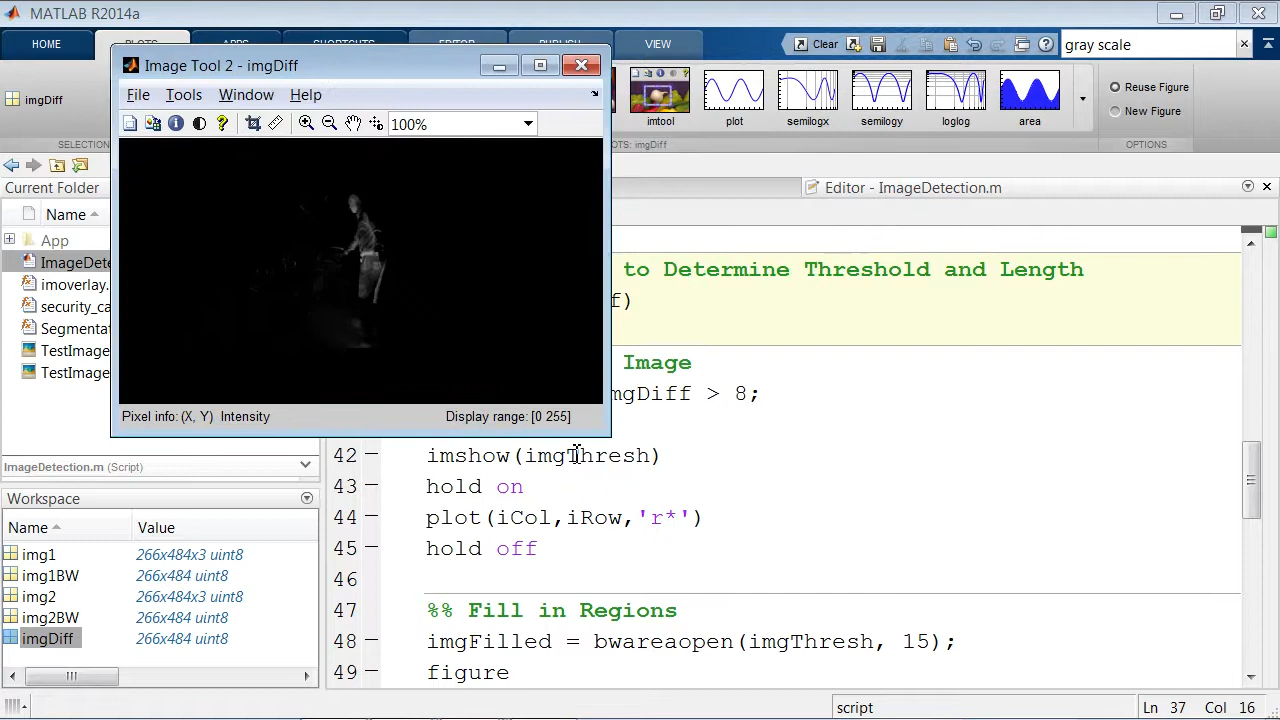 MATLAB R2014a
HOME
VIEW
Clear
gray scale
Image Tool 2 - imgDiff
File Tools Window Help
100%
Pixel info: (X, Y) Intensity
Display range: [0 255]
imgDiff
imtool
plot
semilogx
semilogy
loglog
area
Reuse Figure
New Figure
OPTIONS
Current Folder
Name
App
ImageDete
imoverlay.
security_ca
Segmentat
TestImage
TestImage
ImageDetection.m (Script)
Workspace
Name Value
img1 266x484x3 uint8
img1BW 266x484 uint8
img2 266x484x3 uint8
img2BW 266x484 uint8
imgDiff 266x484 uint8
Editor - ImageDetection.m
to Determine Threshold and Length
f)
Image
mgDiff > 8;
42 imshow(imgThresh)
43 hold on
44 plot(iCol,iRow,'r*')
45 hold off
46
47 %% Fill in Regions
48 imgFilled = bwareaopen(imgThresh, 15);
49 figure
script
Ln 37 Col 16